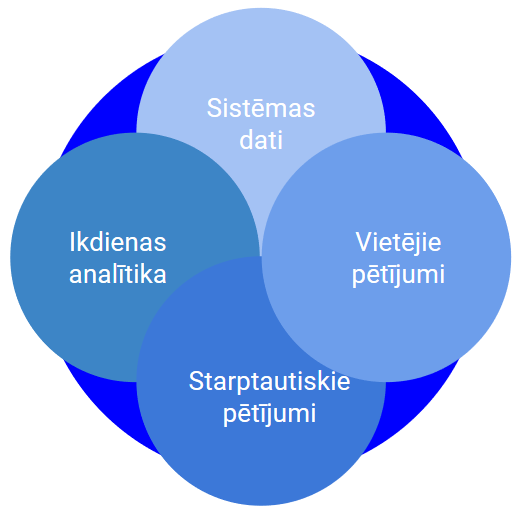 Sistēmas
dati
Ikdienas
analītika
Vietējie
pētījumi
Starptautiskie
pētījumi